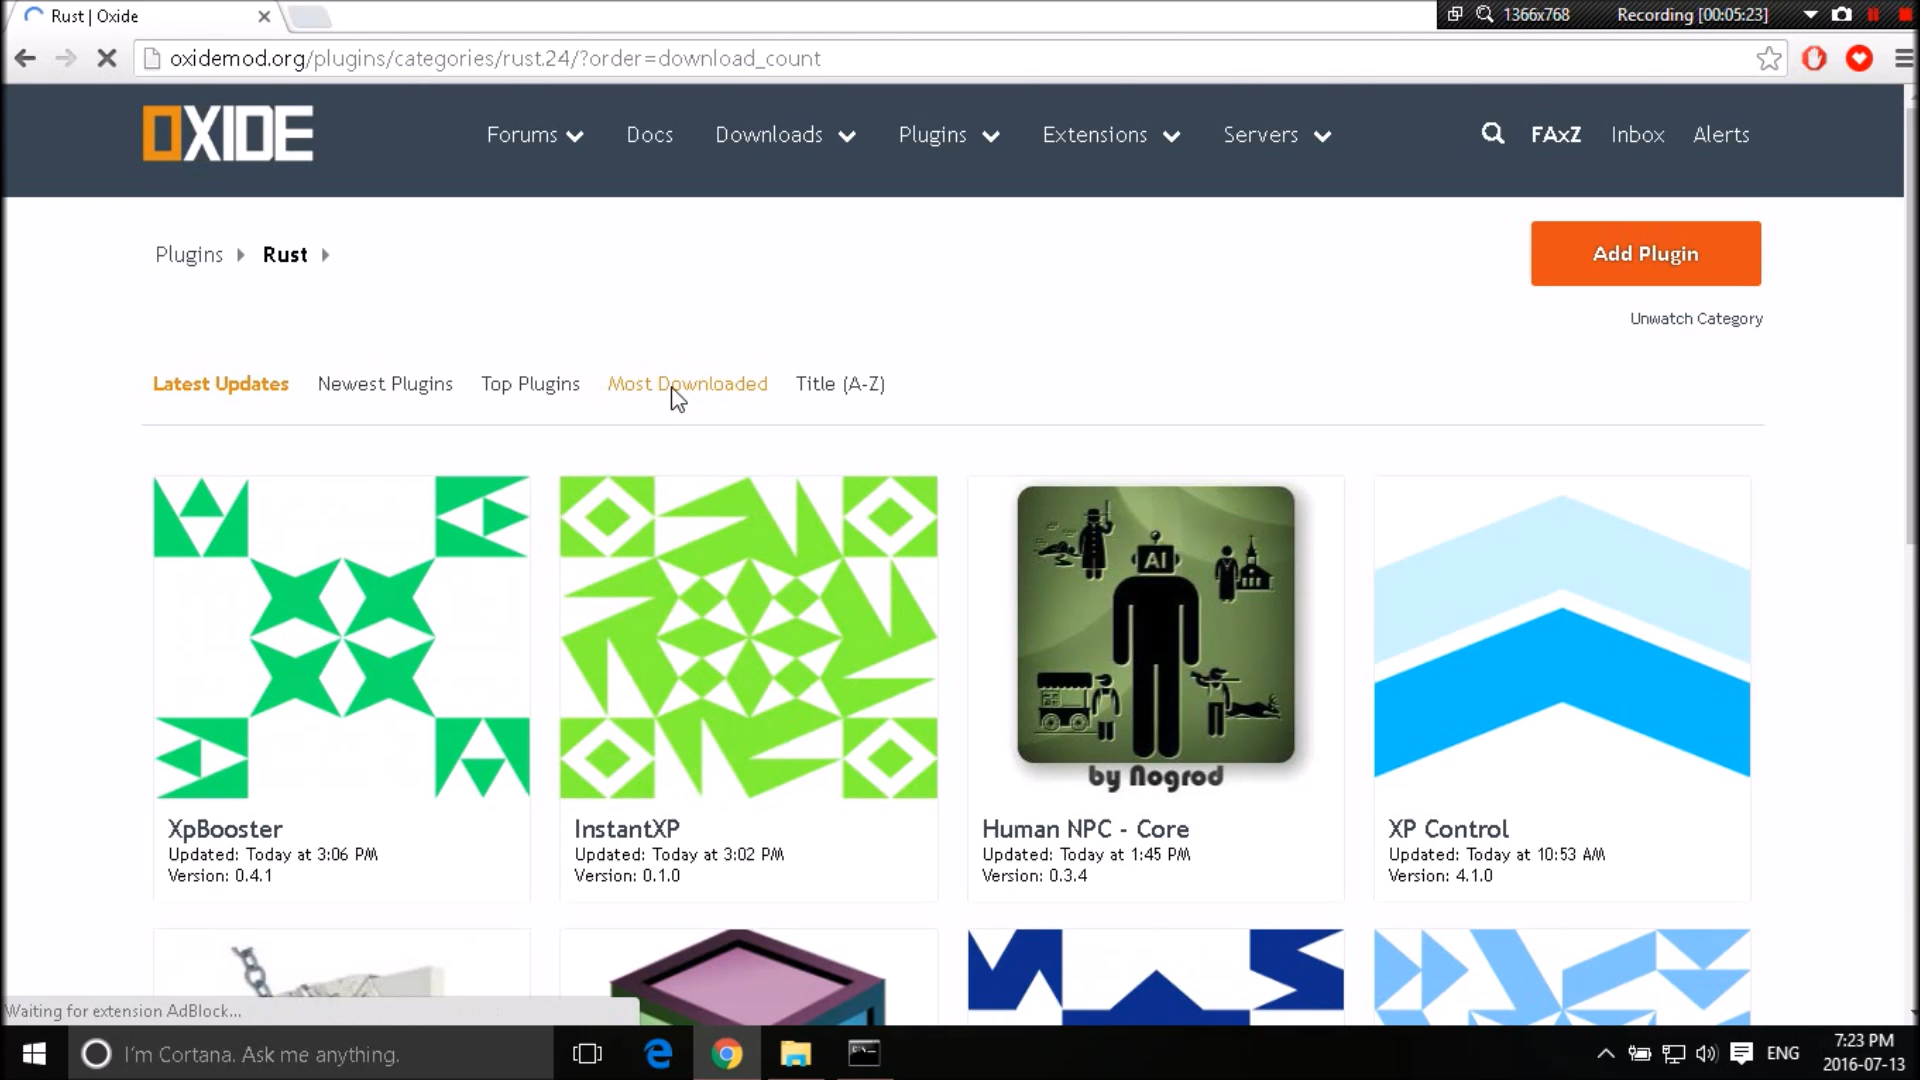 Rust | Oxide
1366x768
Recording [00:05:23]
oxidemod.org/plugins/categories/rust.24/?order=download_count
OXIDE
Forums
Docs
Downloads
Plugins
Extensions
Servers
FAxZ
Inbox
Alerts
Plugins
Rust
Add Plugin
Unwatch Category
Latest Updates
Newest Plugins
Top Plugins
Most Downloaded
Title (A-Z)
AI
by Nogrod
XpBooster
Updated: Today at 3:06 PM
Version: 0.4.1
InstantXP
Updated: Today at 3:02 PM
Version: 0.1.0
Human NPC - Core
Updated: Today at 1:45 PM
Version: 0.3.4
XP Control
Updated: Today at 10:53 AM
Version: 4.1.0
Waiting for extension AdBlock...
I'm Cortana. Ask me anything.
ENG
7:23 PM
2016-07-13